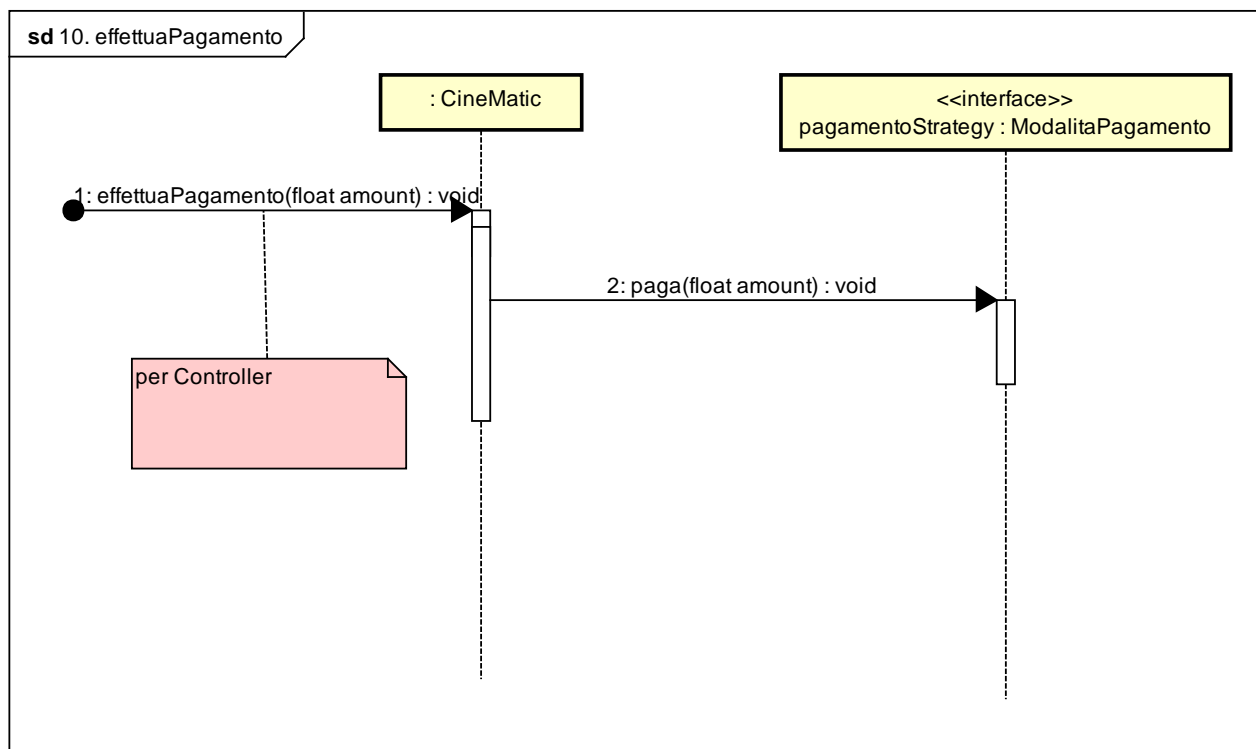 sd 10. effettuaPagamento
: CineMatic
<<interface>>
pagamentoStrategy : ModalitaPagamento
1: effettuaPagamento(float amount) : void
2: paga(float amount) : void
per Controller